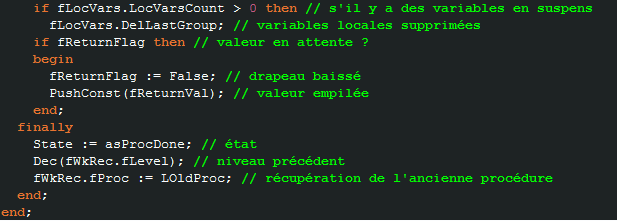 if fLocVars.LocVarsCount > 0 then // s'il y a des variables en suspens
fLocVars.DelLastGroup; // variables locales supprimées
if fReturnFlag then // valeur en attente ?
begin
fReturnFlag := False; // drapeau baissé
PushConst(fReturnVal); // valeur empilée
end;
finally
State := asProcDone; // état
Dec(fWkRec.fLevel); // niveau précédent
fWkRec.fProc := LOldProc; // récupération de l'ancienne procédure
end;
end;